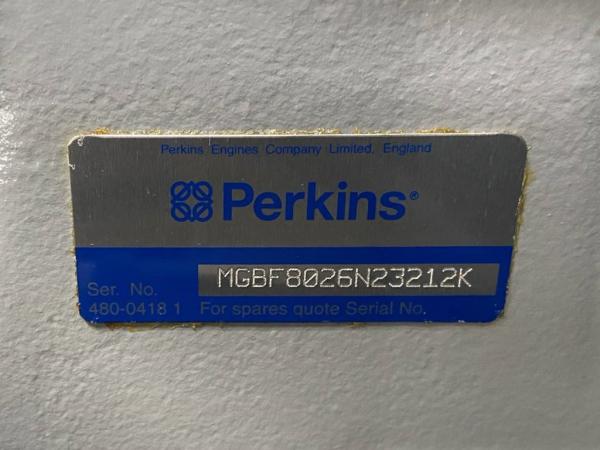 Perkins Engines Company Limited, England
Perkins®
Ser. No. MGBF8026N23212K
480-0418 1 For spares quote Serial No.